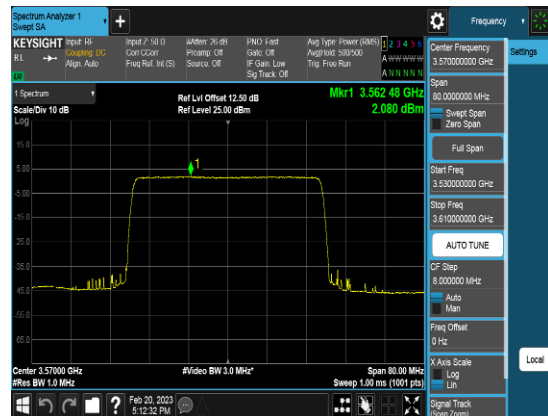 Spectrum Analyzer 1
Swept SA
+
Frequency
KEYSIGHT
Input: RF
Coupling: DC
Align: Auto
RL
Input Z: 50 Ω
Corr CCorr
Freq Ref: Int (S)
#Atten: 26 dB
Preamp: Off
Source: Off
PNO: Fast
Gate: Off
IF Gain: Low
Sig Track: Off
Avg Type: Power (RMS)
Avg|Hold: 500/500
Trig: Free Run
1 2 3 4 5 6
A W W W W W
A N N N N N
1 Spectrum
Scale/Div 10 dB
Log
Ref Lvl Offset 12.50 dB
Ref Level 25.00 dBm
Mkr1 3.562 48 GHz
2.080 dBm
15.0
5.00
-5.00
-15.0
-25.0
-35.0
-45.0
-55.0
-65.0
1
Center 3.57000 GHz
#Res BW 1.0 MHz
#Video BW 3.0 MHz*
Span 80.00 MHz
Sweep 1.00 ms (1001 pts)
Center Frequency
3.570000000 GHz
Settings
Span
80.0000000 MHz
Swept Span
Zero Span
Full Span
Start Freq
3.530000000 GHz
Stop Freq
3.610000000 GHz
AUTO TUNE
CF Step
8.000000 MHz
Auto
Man
Freq Offset
0 Hz
X Axis Scale
Log
Lin
Local
Signal Track
(Span Zoom)
?
Feb 20, 2023
5:12:32 PM